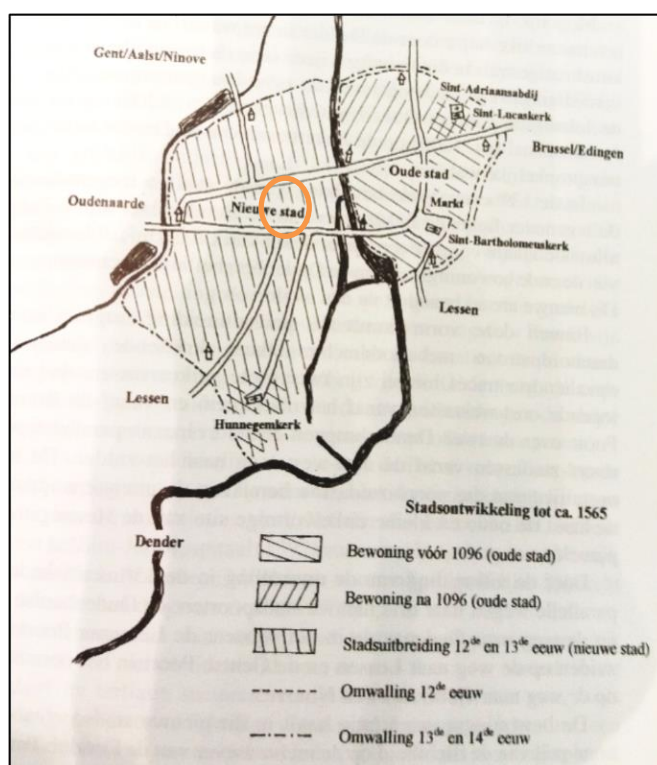 Gent/Aalst/Ninove
Sint-Adriaansabdij
Sint-Lucaskerk
Brussel/Edingen
Oude stad
Oudenaarde
Nieuwe stad
Markt
Sint-Bartholomeuskerk
Lessen
Lessen
Hunnegemkerk
Dender
Stadsontwikkeling tot ca. 1565
Bewoning vóór 1096 (oude stad)
Bewoning na 1096 (oude stad)
Stadsuitbreiding 12de en 13de eeuw (nieuwe stad)
Omwalling 12de eeuw
Omwalling 13de en 14de eeuw